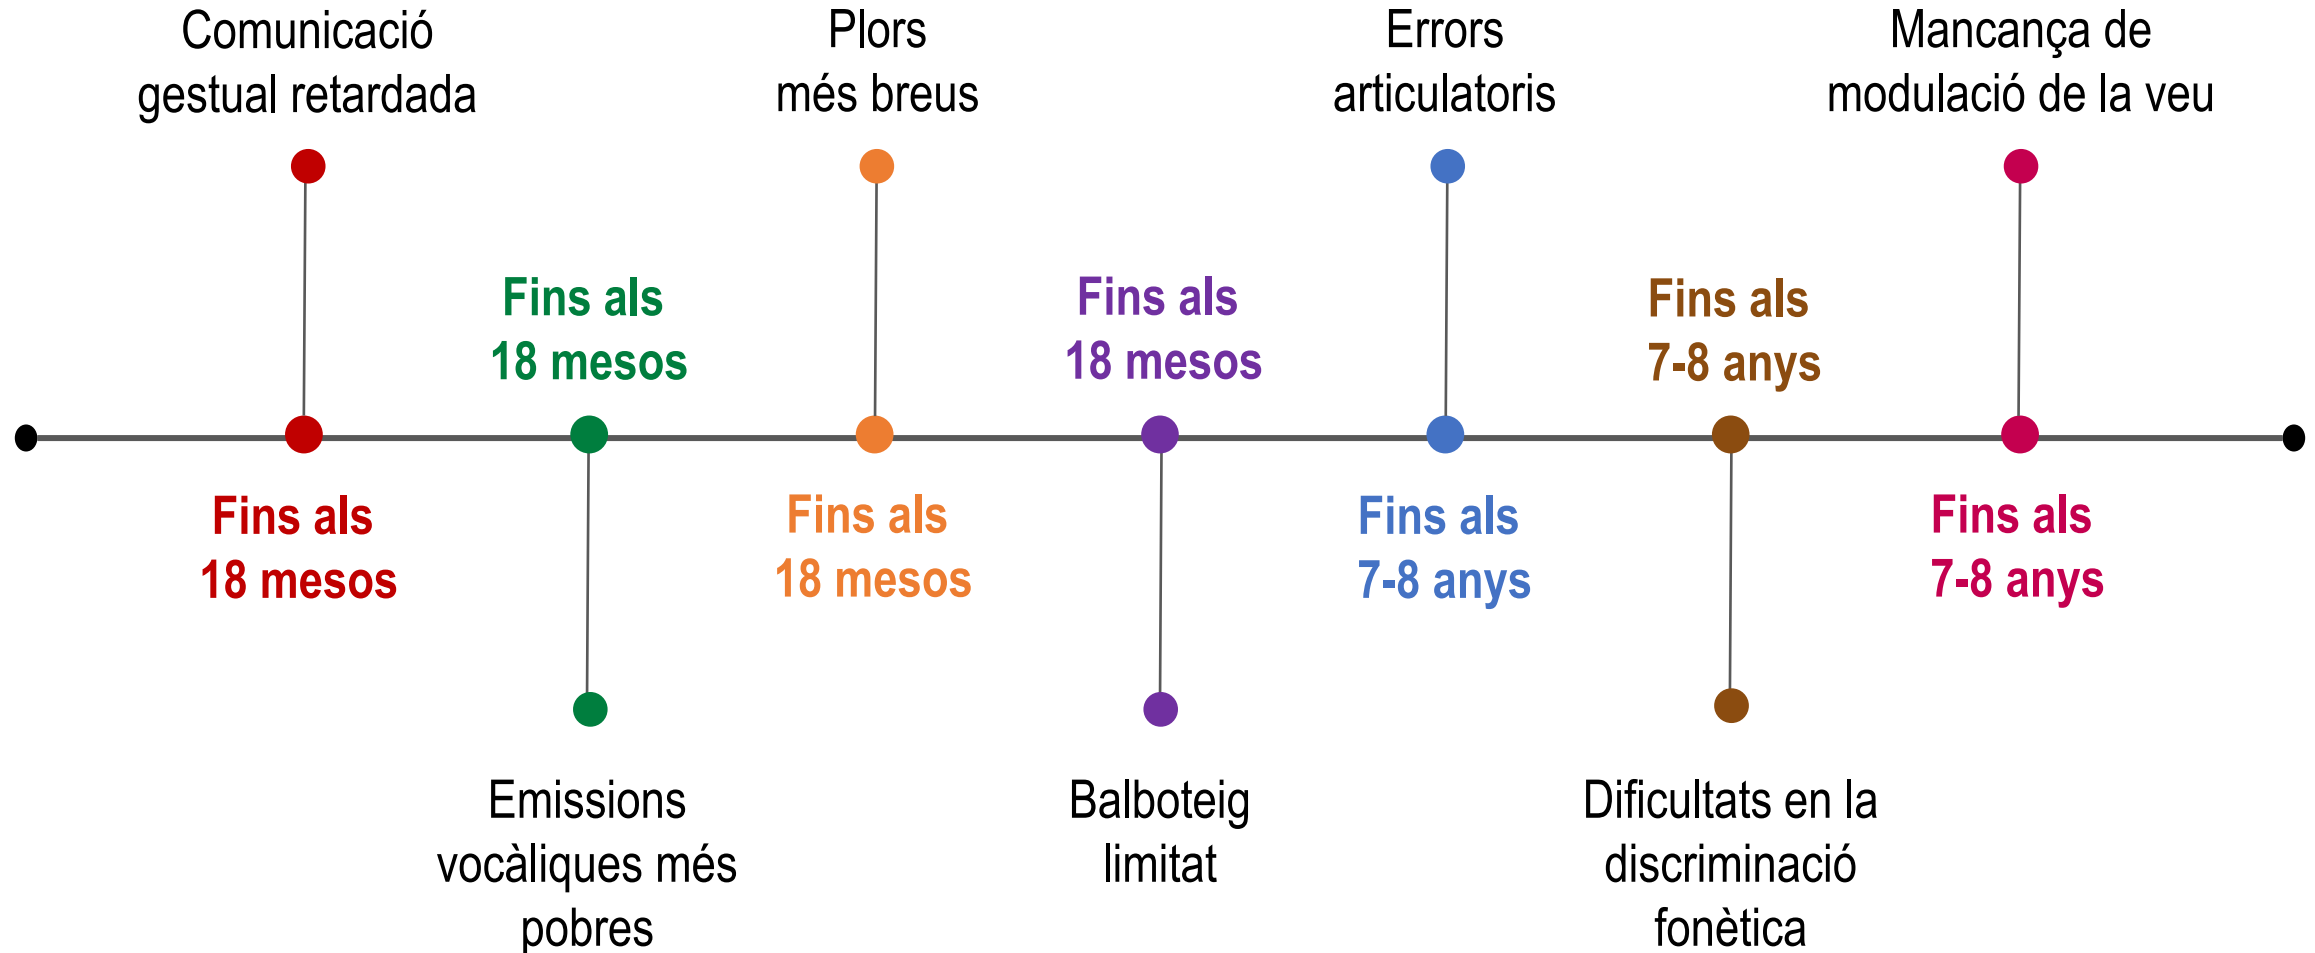 Comunicació
gestual retardada
Plors
més breus
Errors
articulatoris
Mancança de
modulació de la veu
Fins als
18 mesos
Fins als
18 mesos
Fins als
7-8 anys
Fins als
18 mesos
Fins als
18 mesos
Fins als
7-8 anys
Fins als
7-8 anys
Emissions
vocàliques més
pobres
Balboteig
limitat
Dificultats en la
discriminació
fonètica